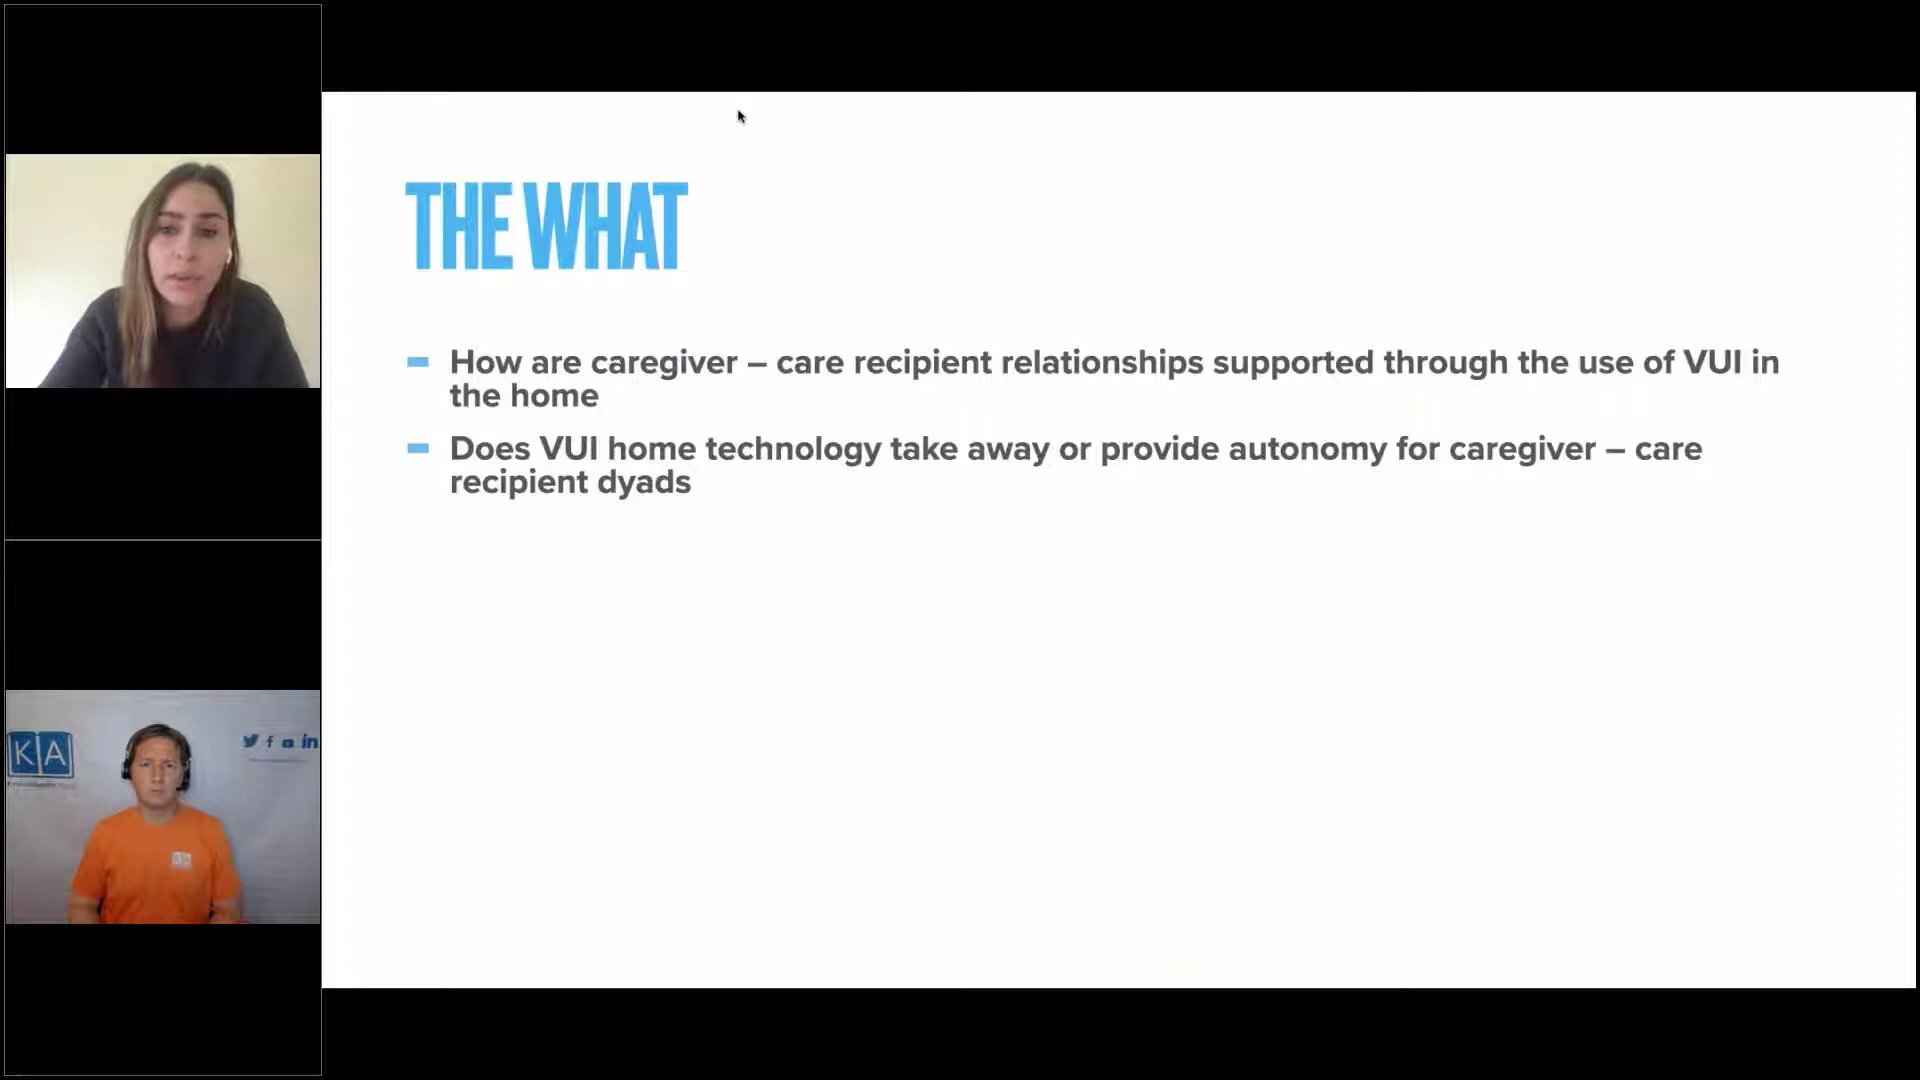 THE WHAT
How are caregiver – care recipient relationships supported through the use of VUI in
the home
Does VUI home technology take away or provide autonomy for caregiver – care
recipient dyads
K A
KA